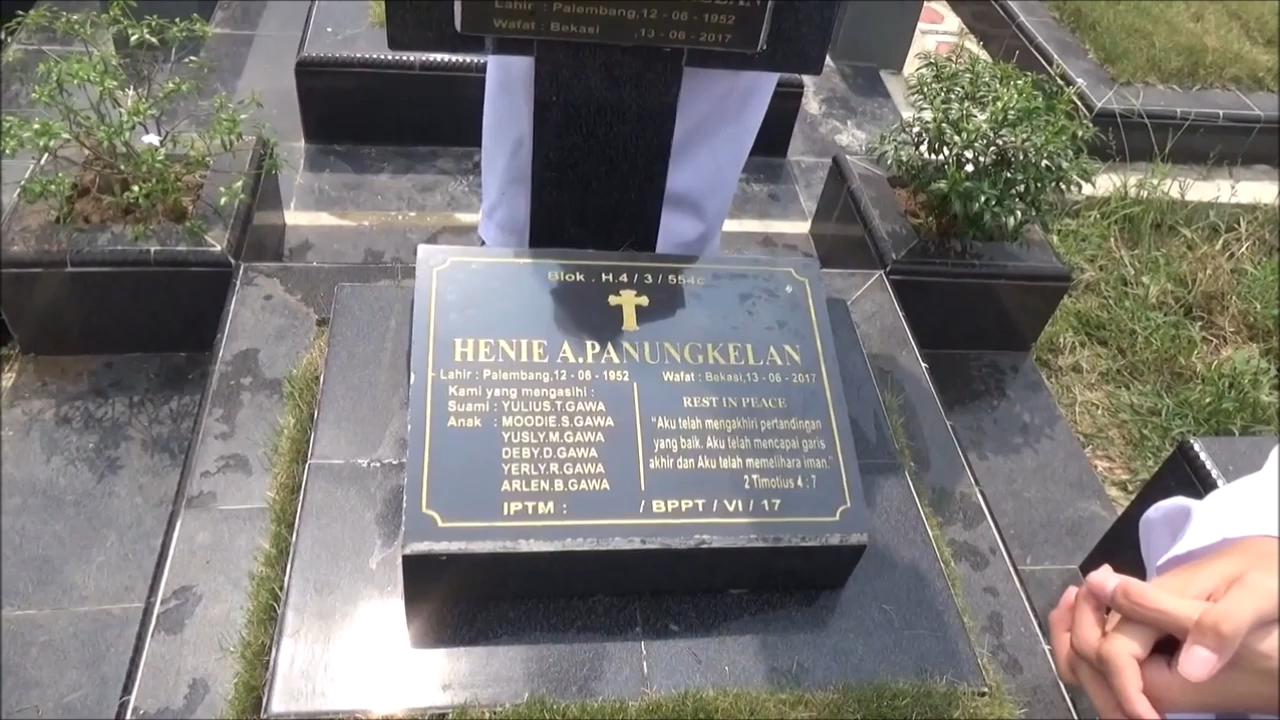 Lahir : Palembang,12 - 06 - 1952
Wafat : Bekasi ,13 - 06 - 2017
Blok . H.4 / 3 / 554c
HENIE A.PANUNGKELAN
Lahir : Palembang,12 - 06 - 1952
Wafat : Bekasi,13 - 06 - 2017
Kami yang mengasihi :
Suami : YULIUS.T.GAWA
Anak : MOODIE.S.GAWA
YUSLY.M.GAWA
DEBY.D.GAWA
YERLY.R.GAWA
ARLEN.B.GAWA
REST IN PEACE
"Aku telah mengakhiri pertandingan
yang baik. Aku telah mencapai garis
akhir dan Aku telah memelihara iman."
2 Timotius 4 : 7
IPTM : / BPPT / VI / 17